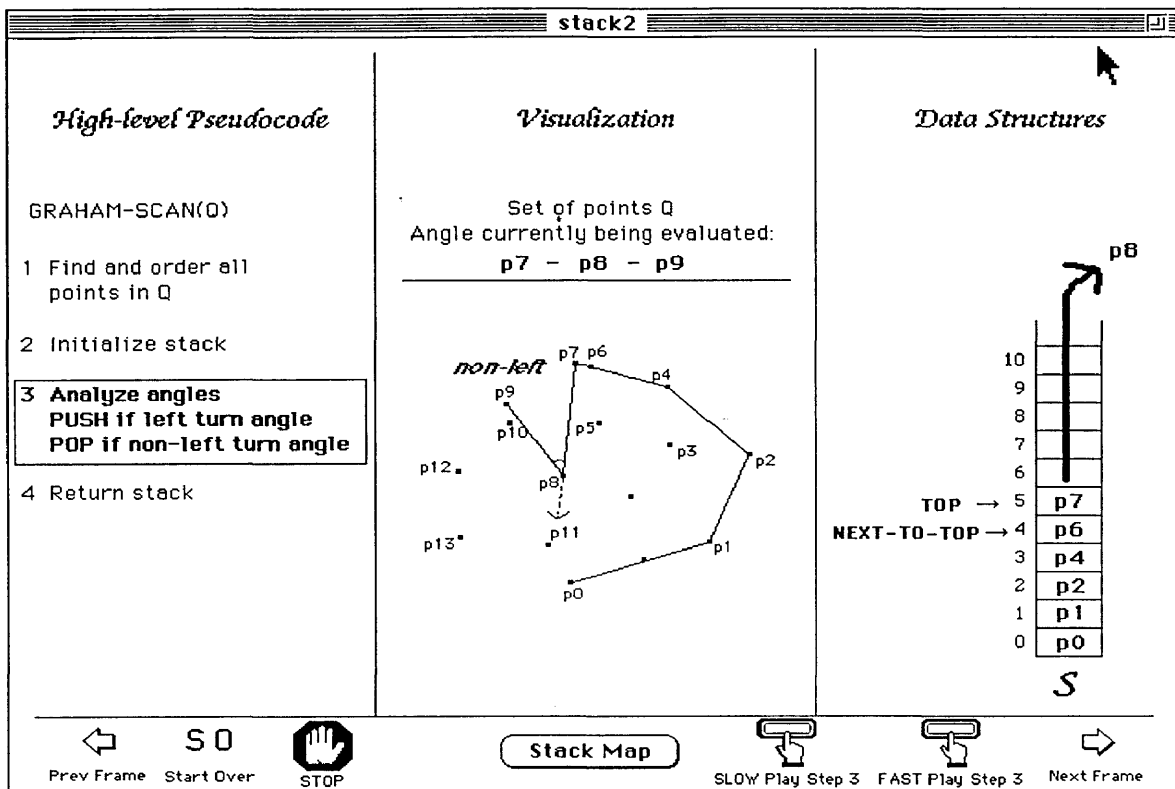 stack2
High-level Pseudocode
GRAHAM-SCAN(Q)
1 Find and order all
points in Q
2 Initialize stack
3 Analyze angles
PUSH if left turn angle
POP if non-left turn angle
4 Return stack
Visualization
Set of points Q
Angle currently being evaluated:
p7 - p8 - p9
non-left
p7 p6
p4
p9
p10
p5
p3
p2
p12
p8
p11
p13
p1
p0
Data Structures
p8
10
9
8
7
6
TOP → 5 p7
NEXT-TO-TOP → 4 p6
3 p4
2 p2
1 p1
0 p0
S
Prev Frame
S O
Start Over
STOP
Stack Map
SLOW Play Step 3
FAST Play Step 3
Next Frame